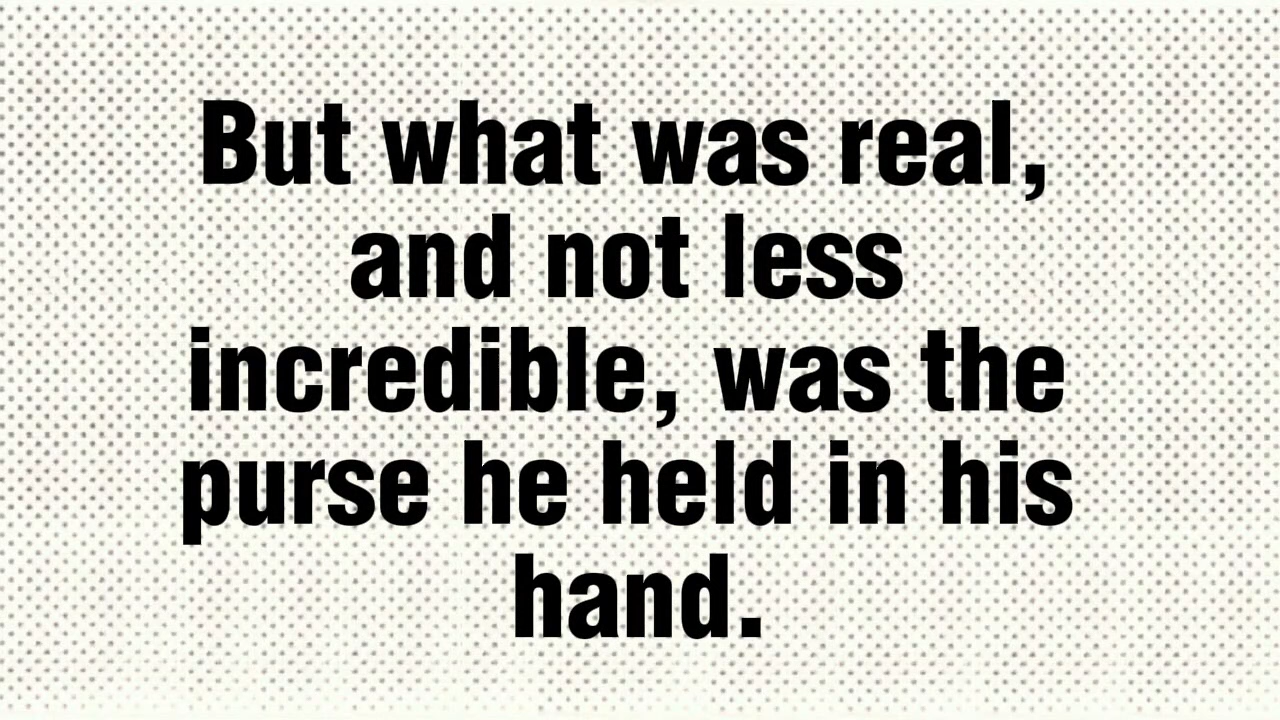 But what was real,
and not less
incredible, was the
purse he held in his
hand.